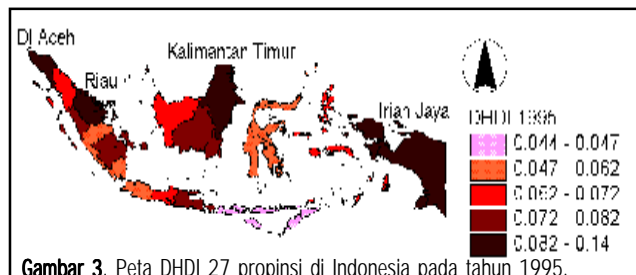 DI Aceh
Kalimantan Timur
Riau
Irian Jaya
DHDI 1995
0.044 - 0.047
0.047 - 0.062
0.062 - 0.072
0.072 - 0.082
0.082 - 0.14
Gambar 3. Peta DHDI 27 propinsi di Indonesia pada tahun 1995.